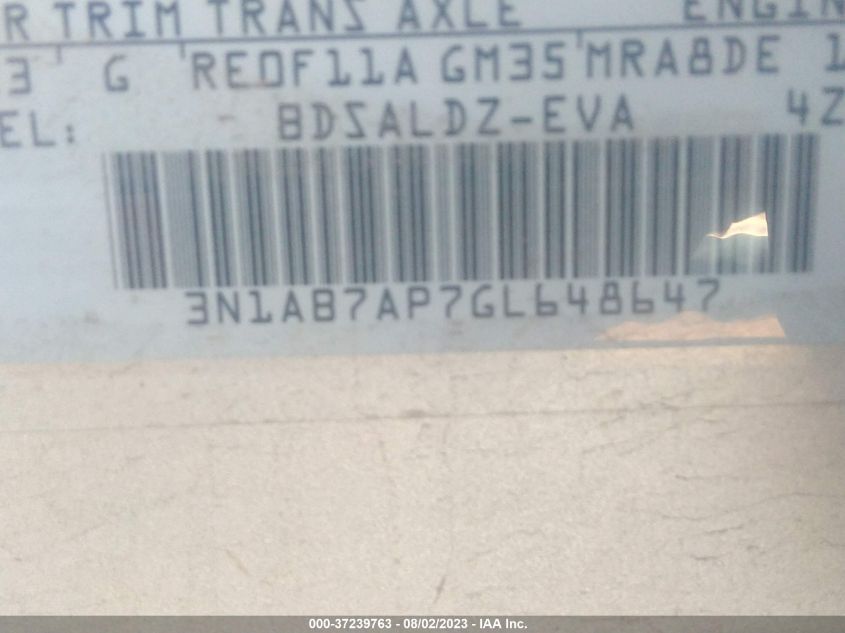 R TRIM TRANS AXLE ENGIN
3 G RE0F11A GM35 MRA8DE 1
EL: BDSALDZ-EVA 4Z
3N1AB7AP7GL648647
000-37239763 - 08/02/2023 - IAA Inc.